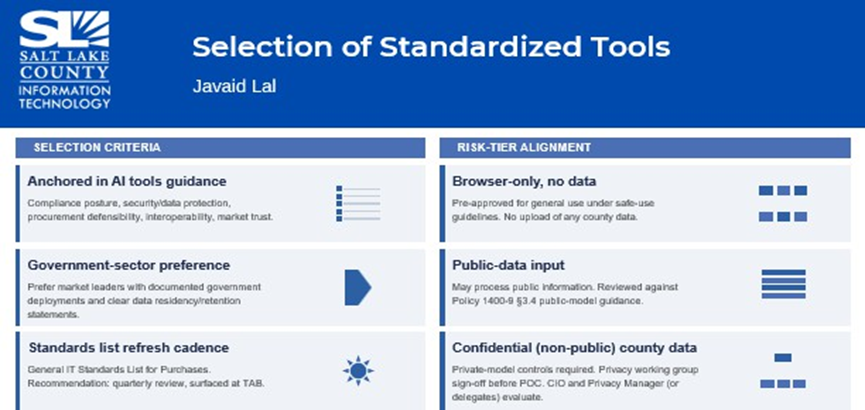 SL
SALT LAKE
COUNTY
INFORMATION
TECHNOLOGY
Selection of Standardized Tools
Javaid Lal
SELECTION CRITERIA
Anchored in AI tools guidance
Compliance posture, security/data protection,
procurement defensibility, interoperability, market trust.
Government-sector preference
Prefer market leaders with documented government
deployments and clear data residency/retention
statements.
Standards list refresh cadence
General IT Standards List for Purchases.
Recommendation: quarterly review, surfaced at TAB.
RISK-TIER ALIGNMENT
Browser-only, no data
Pre-approved for general use under safe-use
guidelines. No upload of any county data.
Public-data input
May process public information. Reviewed against
Policy 1400-9 §3.4 public-model guidance.
Confidential (non-public) county data
Private-model controls required. Privacy working group
sign-off before POC. CIO and Privacy Manager (or
delegates) evaluate.